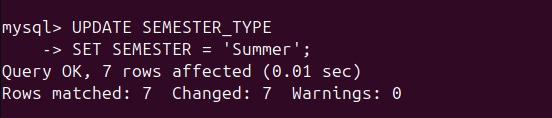 mysql> UPDATE SEMESTER_TYPE
    -> SET SEMESTER = 'Summer';
Query OK, 7 rows affected (0.01 sec)
Rows matched: 7  Changed: 7  Warnings: 0